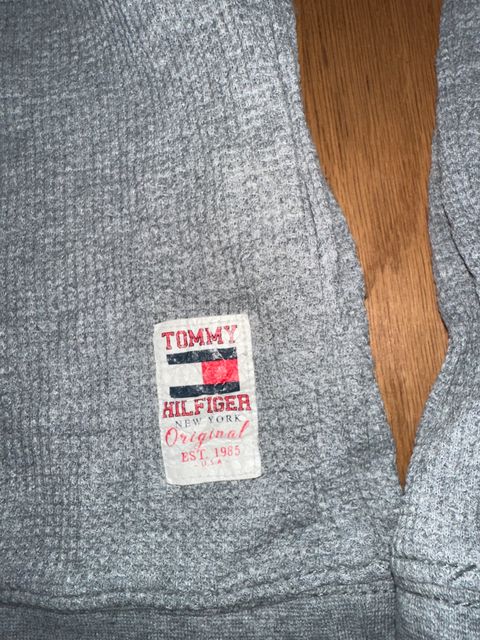 TOMMY
HILFIGER
NEW YORK
Original
EST. 1985
U.S.A